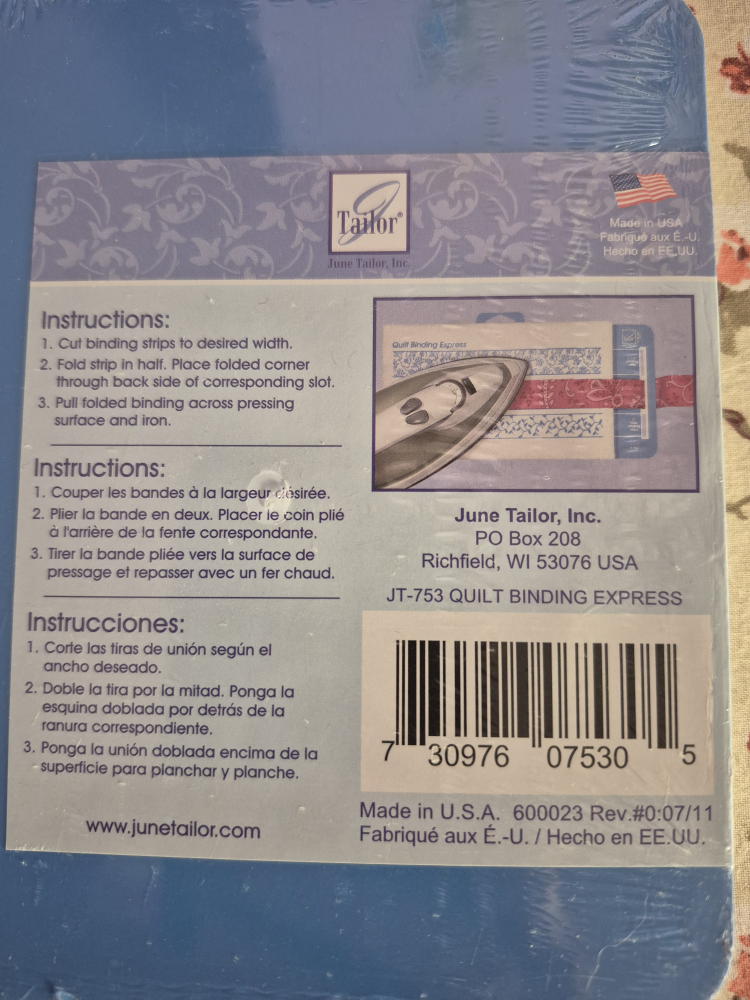 Tailor®
June Tailor, Inc.
Made in USA
Fabriqué aux É.-U.
Hecho en EE.UU.
Instructions:
1. Cut binding strips to desired width.
2. Fold strip in half. Place folded corner
through back side of corresponding slot.
3. Pull folded binding across pressing
surface and iron.
Instructions:
1. Couper les bandes à la largeur désirée.
2. Plier la bande en deux. Placer le coin plié
à l'arrière de la fente correspondante.
3. Tirer la bande pliée vers la surface de
pressage et repasser avec un fer chaud.
Instrucciones:
1. Corte las tiras de unión según el
ancho deseado.
2. Doble la tira por la mitad. Ponga la
esquina doblada por detrás de la
ranura correspondiente.
3. Ponga la unión doblada encima de la
superficie para planchar y planche.
www.junetailor.com
Quilt Binding Express
June Tailor, Inc.
PO Box 208
Richfield, WI 53076 USA
JT-753 QUILT BINDING EXPRESS
7 30976 07530 5
Made in U.S.A. 600023 Rev.#0:07/11
Fabriqué aux É.-U. / Hecho en EE.UU.